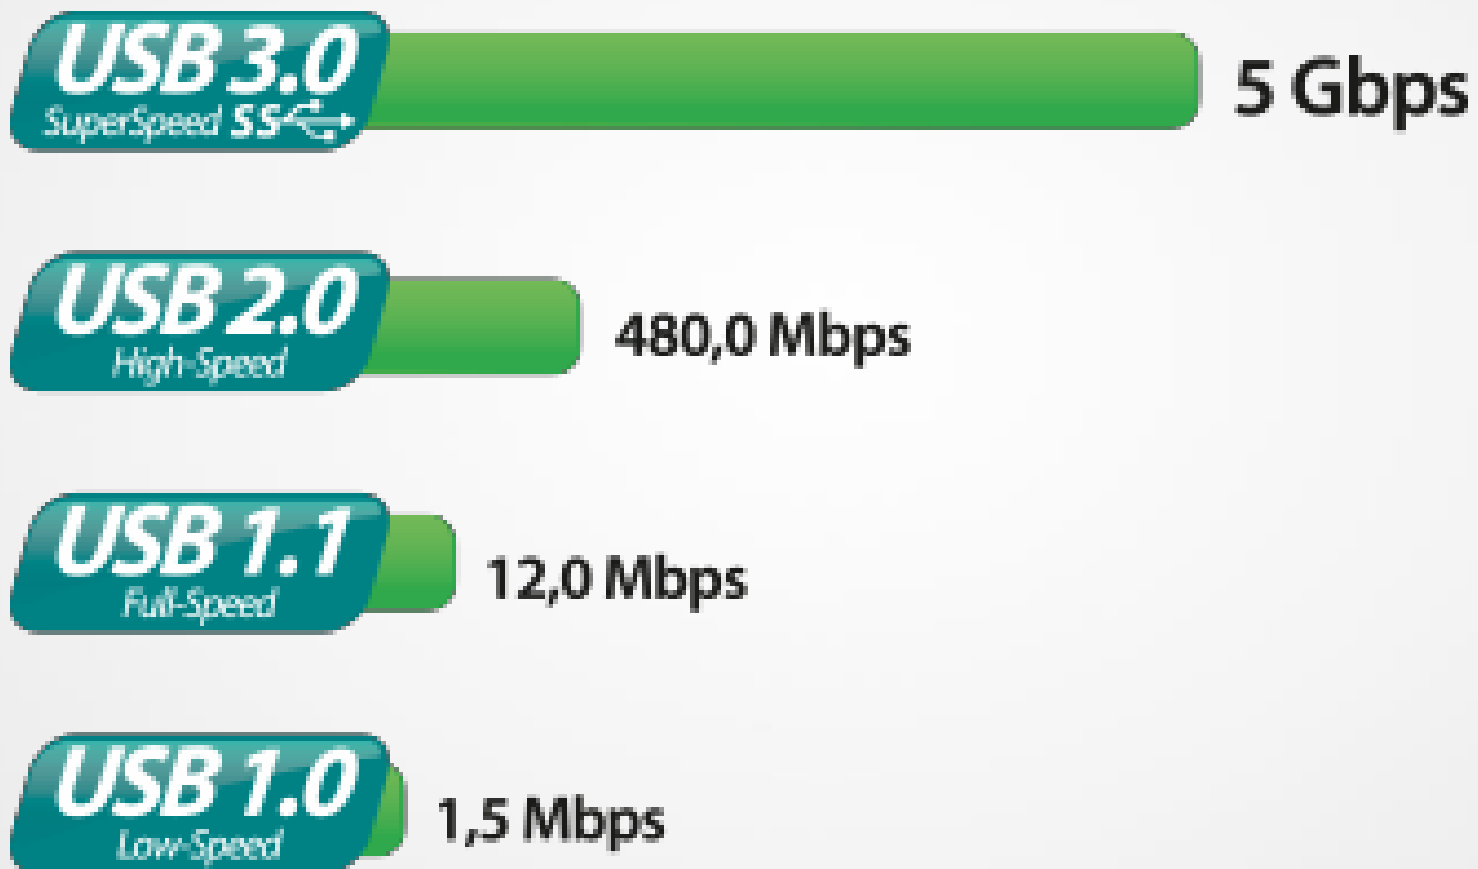 USB 3.0
SuperSpeed SS
5 Gbps
USB 2.0
High-Speed
480,0 Mbps
USB 1.1
Full-Speed
12,0 Mbps
USB 1.0
Low-Speed
1,5 Mbps